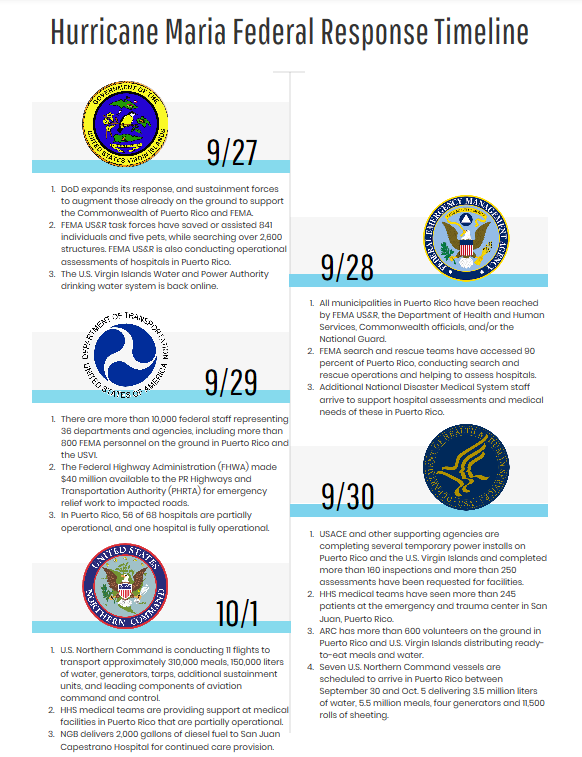 Hurricane Maria Federal Response Timeline
GOVERNMENT OF THE
UNITED STATES VIRGIN ISLANDS
9/27
1. DoD expands its response, and sustainment forces
to augment those already on the ground to support
the Commonwealth of Puerto Rico and FEMA.
2. FEMA US&R task forces have saved or assisted 841
individuals and five pets, while searching over 2,600
structures. FEMA US&R is also conducting operational
assessments of hospitals in Puerto Rico.
3. The U.S. Virgin Islands Water and Power Authority
drinking water system is back online.
FEDERAL EMERGENCY MANAGEMENT AGENCY
9/28
1. All municipalities in Puerto Rico have been reached
by FEMA US&R, the Department of Health and Human
Services, Commonwealth officials, and/or the
National Guard.
2. FEMA search and rescue teams have accessed 90
percent of Puerto Rico, conducting search and
rescue operations and helping to assess hospitals.
3. Additional National Disaster Medical System staff
arrive to support hospital assessments and medical
needs of these in Puerto Rico.
DEPARTMENT OF TRANSPORTATION
UNITED STATES OF AMERICA
9/29
1. There are more than 10,000 federal staff representing
36 departments and agencies, including more than
800 FEMA personnel on the ground in Puerto Rico and
the USVI.
2. The Federal Highway Administration (FHWA) made
$40 million available to the PR Highways and
Transportation Authority (PHRTA) for emergency
relief work to impacted roads.
3. In Puerto Rico, 56 of 68 hospitals are partially
operational, and one hospital is fully operational.
9/30
1. USACE and other supporting agencies are
completing several temporary power installs on
Puerto Rico and the U.S. Virgin Islands and completed
more than 160 inspections and more than 250
assessments have been requested for facilities.
2. HHS medical teams have seen more than 245
patients at the emergency and trauma center in San
Juan, Puerto Rico.
3. ARC has more than 600 volunteers on the ground in
Puerto Rico and U.S. Virgin Islands distributing ready-
to-eat meals and water.
4. Seven U.S. Northern Command vessels are
scheduled to arrive in Puerto Rico between
September 30 and Oct. 5 delivering 3.5 million liters
of water, 5.5 million meals, four generators and 11,500
rolls of sheeting.
UNITED STATES
NORTHERN COMMAND
10/1
1. U.S. Northern Command is conducting 11 flights to
transport approximately 310,000 meals, 150,000 liters
of water, generators, tarps, additional sustainment
units, and leading components of aviation
command and control.
2. HHS medical teams are providing support at medical
facilities in Puerto Rico that are partially operational.
3. NGB delivers 2,000 gallons of diesel fuel to San Juan
Capestrano Hospital for continued care provision.